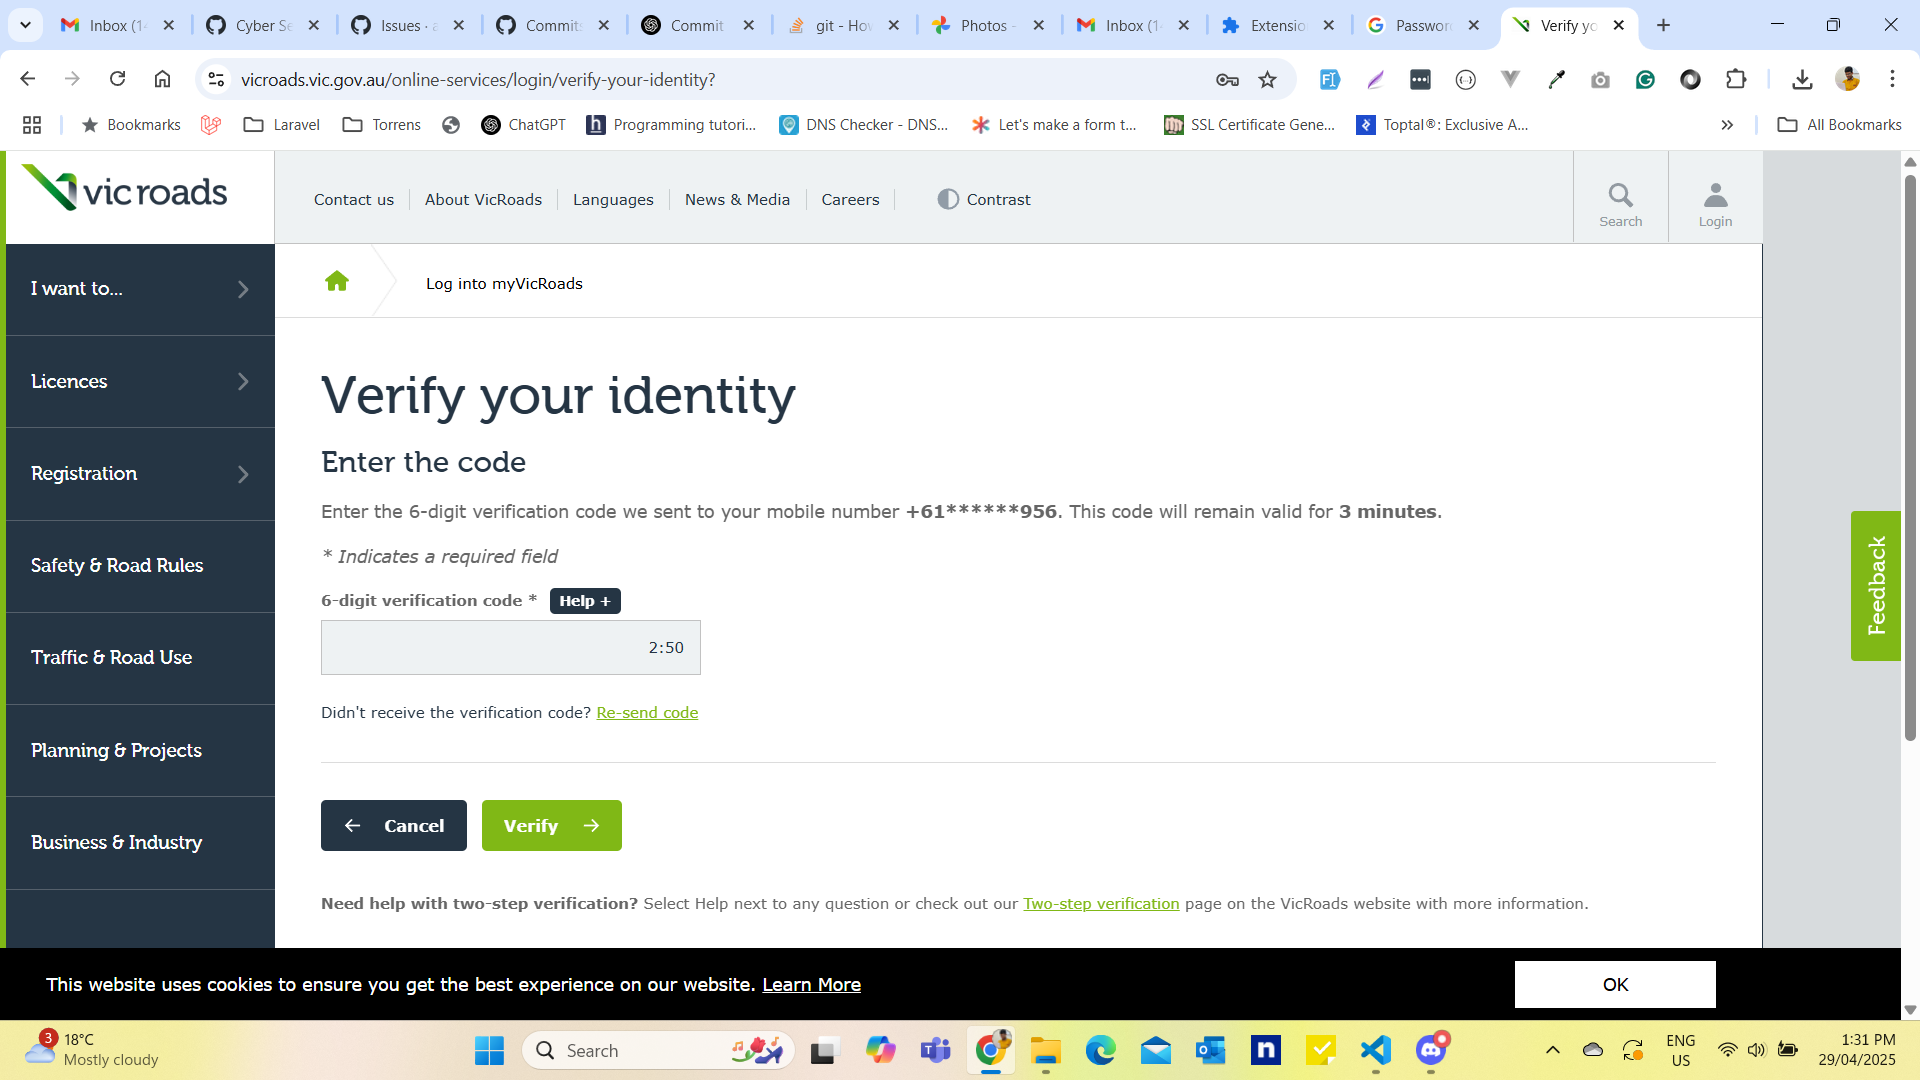 Inbox (14
Cyber Se
Issues · a
Commits
Commit
git - How
Photos -
Inbox (14
Extensio
Password
Verify yo
vicroads.vic.gov.au/online-services/login/verify-your-identity?
Bookmarks
Laravel
Torrens
ChatGPT
Programming tutori...
DNS Checker - DNS...
Let's make a form t...
SSL Certificate Gene...
Toptal®: Exclusive A...
All Bookmarks
vic roads
Contact us
About VicRoads
Languages
News & Media
Careers
Contrast
Search
Login
I want to...
Licences
Registration
Safety & Road Rules
Traffic & Road Use
Planning & Projects
Business & Industry
Log into myVicRoads
Verify your identity
Enter the code
Enter the 6-digit verification code we sent to your mobile number +61******956. This code will remain valid for 3 minutes.
* Indicates a required field
6-digit verification code * Help +
2:50
Didn't receive the verification code? Re-send code
Cancel
Verify
Need help with two-step verification? Select Help next to any question or check out our Two-step verification page on the VicRoads website with more information.
Feedback
This website uses cookies to ensure you get the best experience on our website. Learn More
OK
3
18°C
Mostly cloudy
Search
ENG
US
1:31 PM
29/04/2025